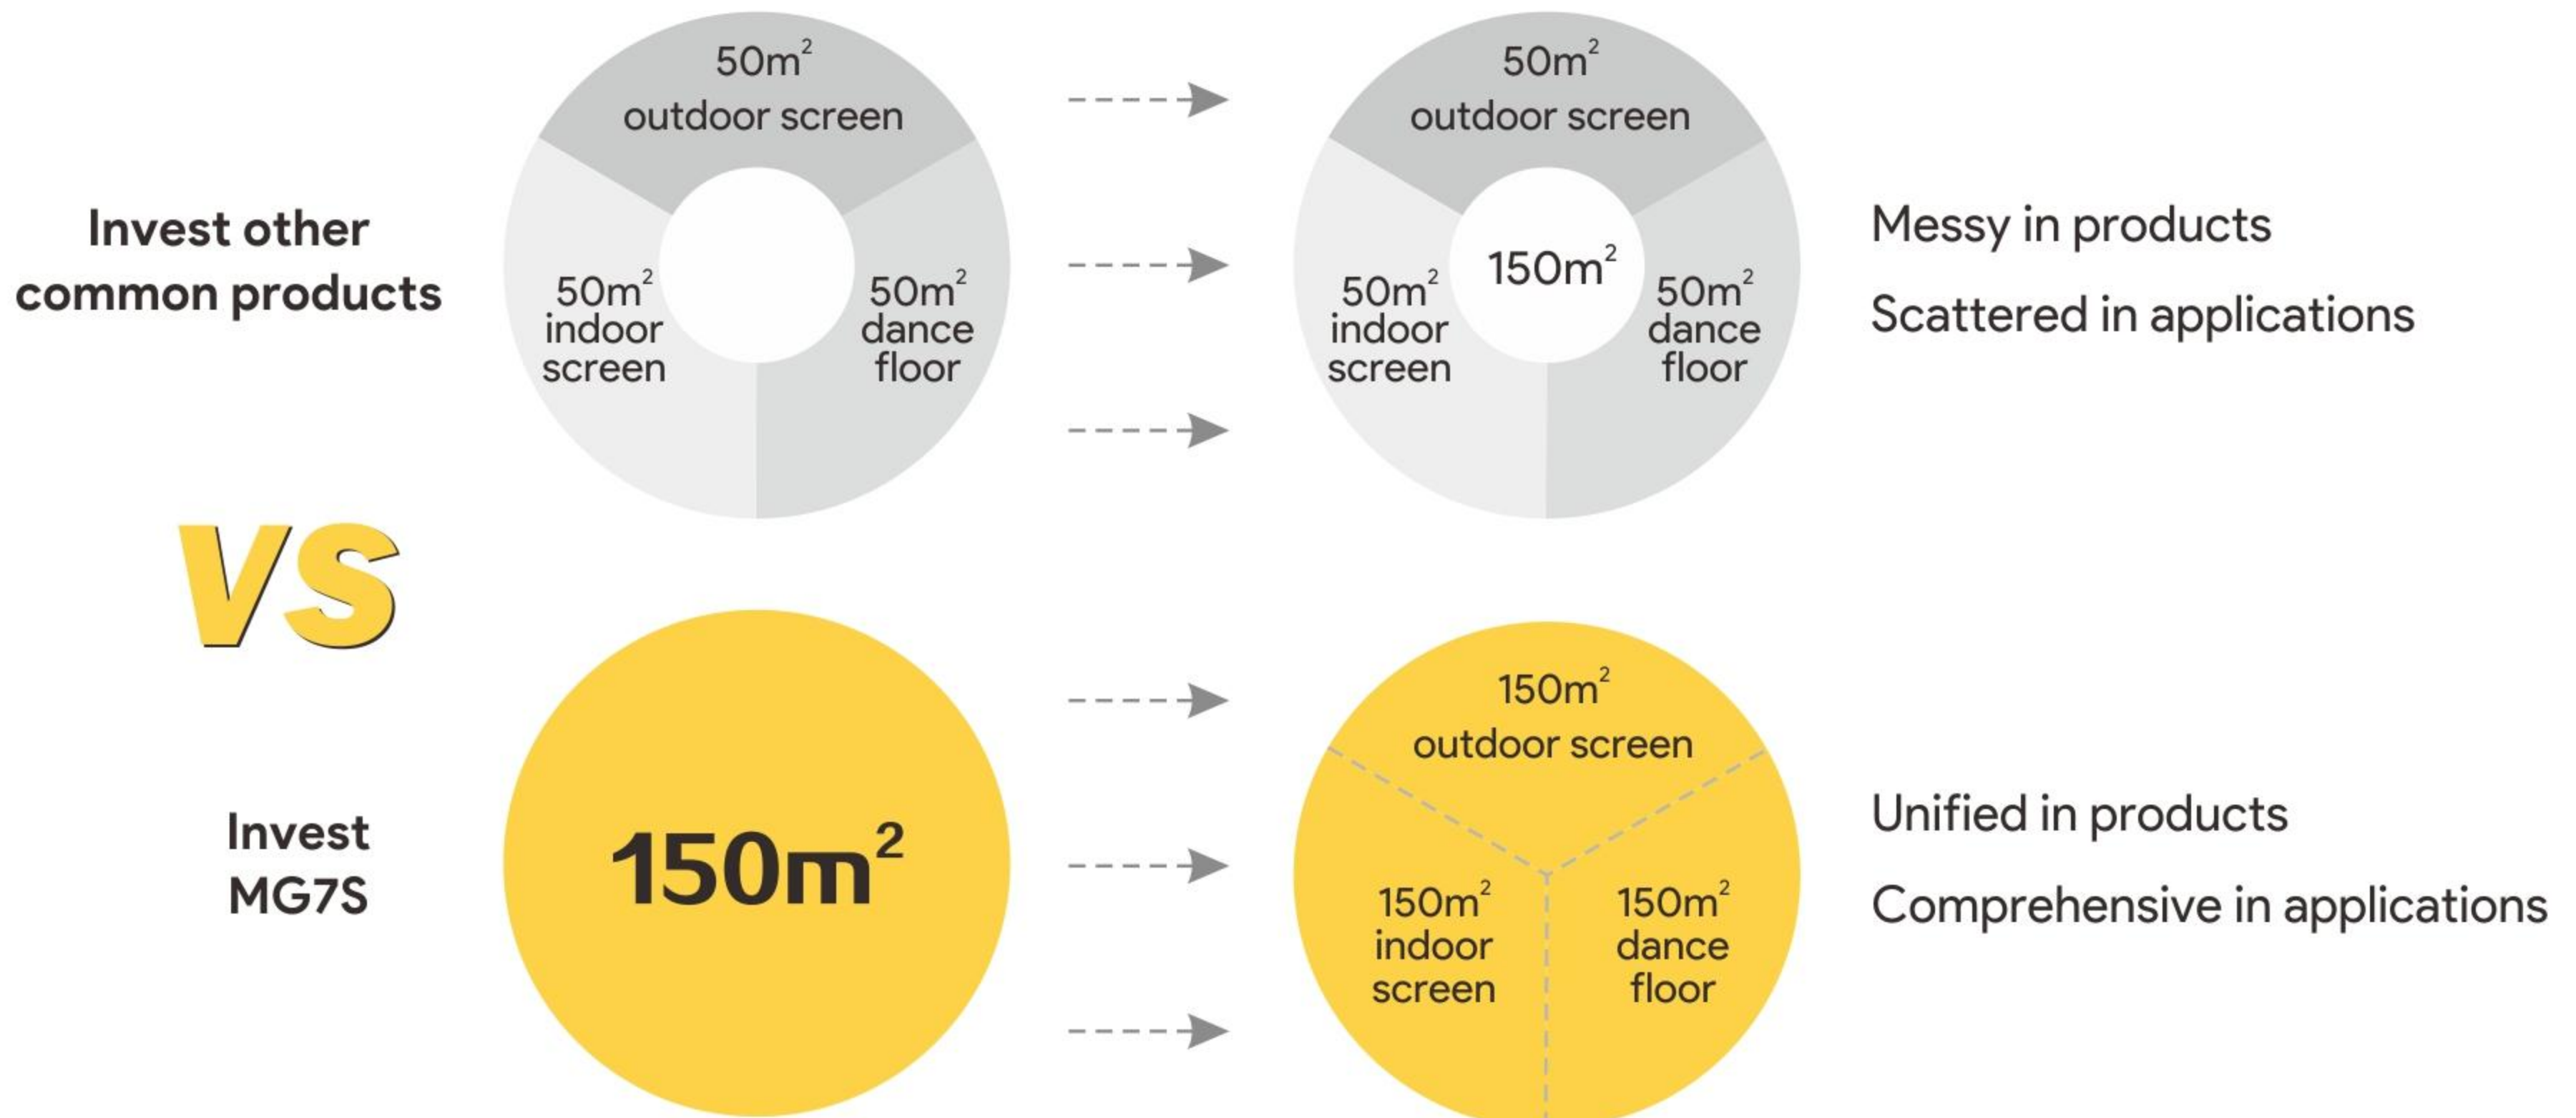 Invest other
common products
50m²
outdoor screen
50m²
indoor
screen
50m²
dance
floor
50m²
outdoor screen
150m²
50m²
indoor
screen
50m²
dance
floor
Messy in products
Scattered in applications
VS
Invest
MG7S
150m²
150m²
outdoor screen
150m²
indoor
screen
150m²
dance
floor
Unified in products
Comprehensive in applications